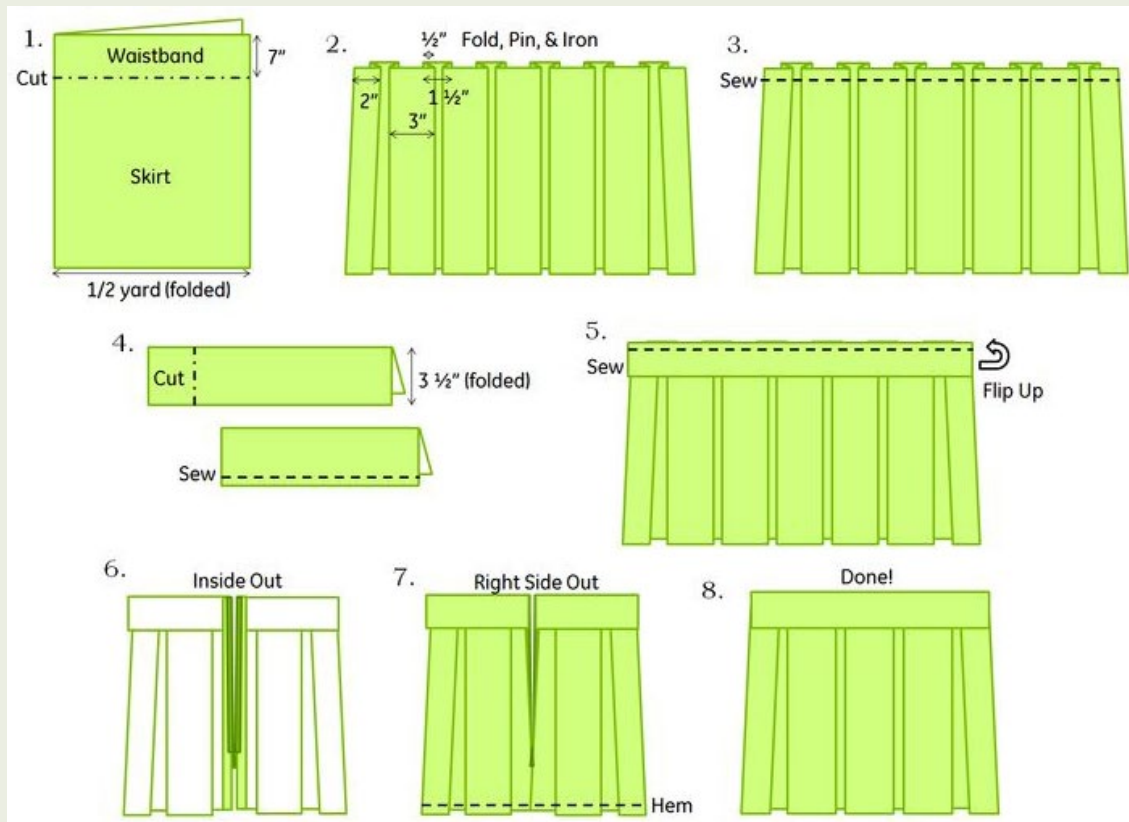 1.
Waistband
7"
Cut
Skirt
1/2 yard (folded)
2.
½" Fold, Pin, & Iron
2"
1 ½"
3"
3.
Sew
4.
Cut
3 ½" (folded)
Sew
5.
Sew
Flip Up
6.
Inside Out
7.
Right Side Out
Hem
8.
Done!